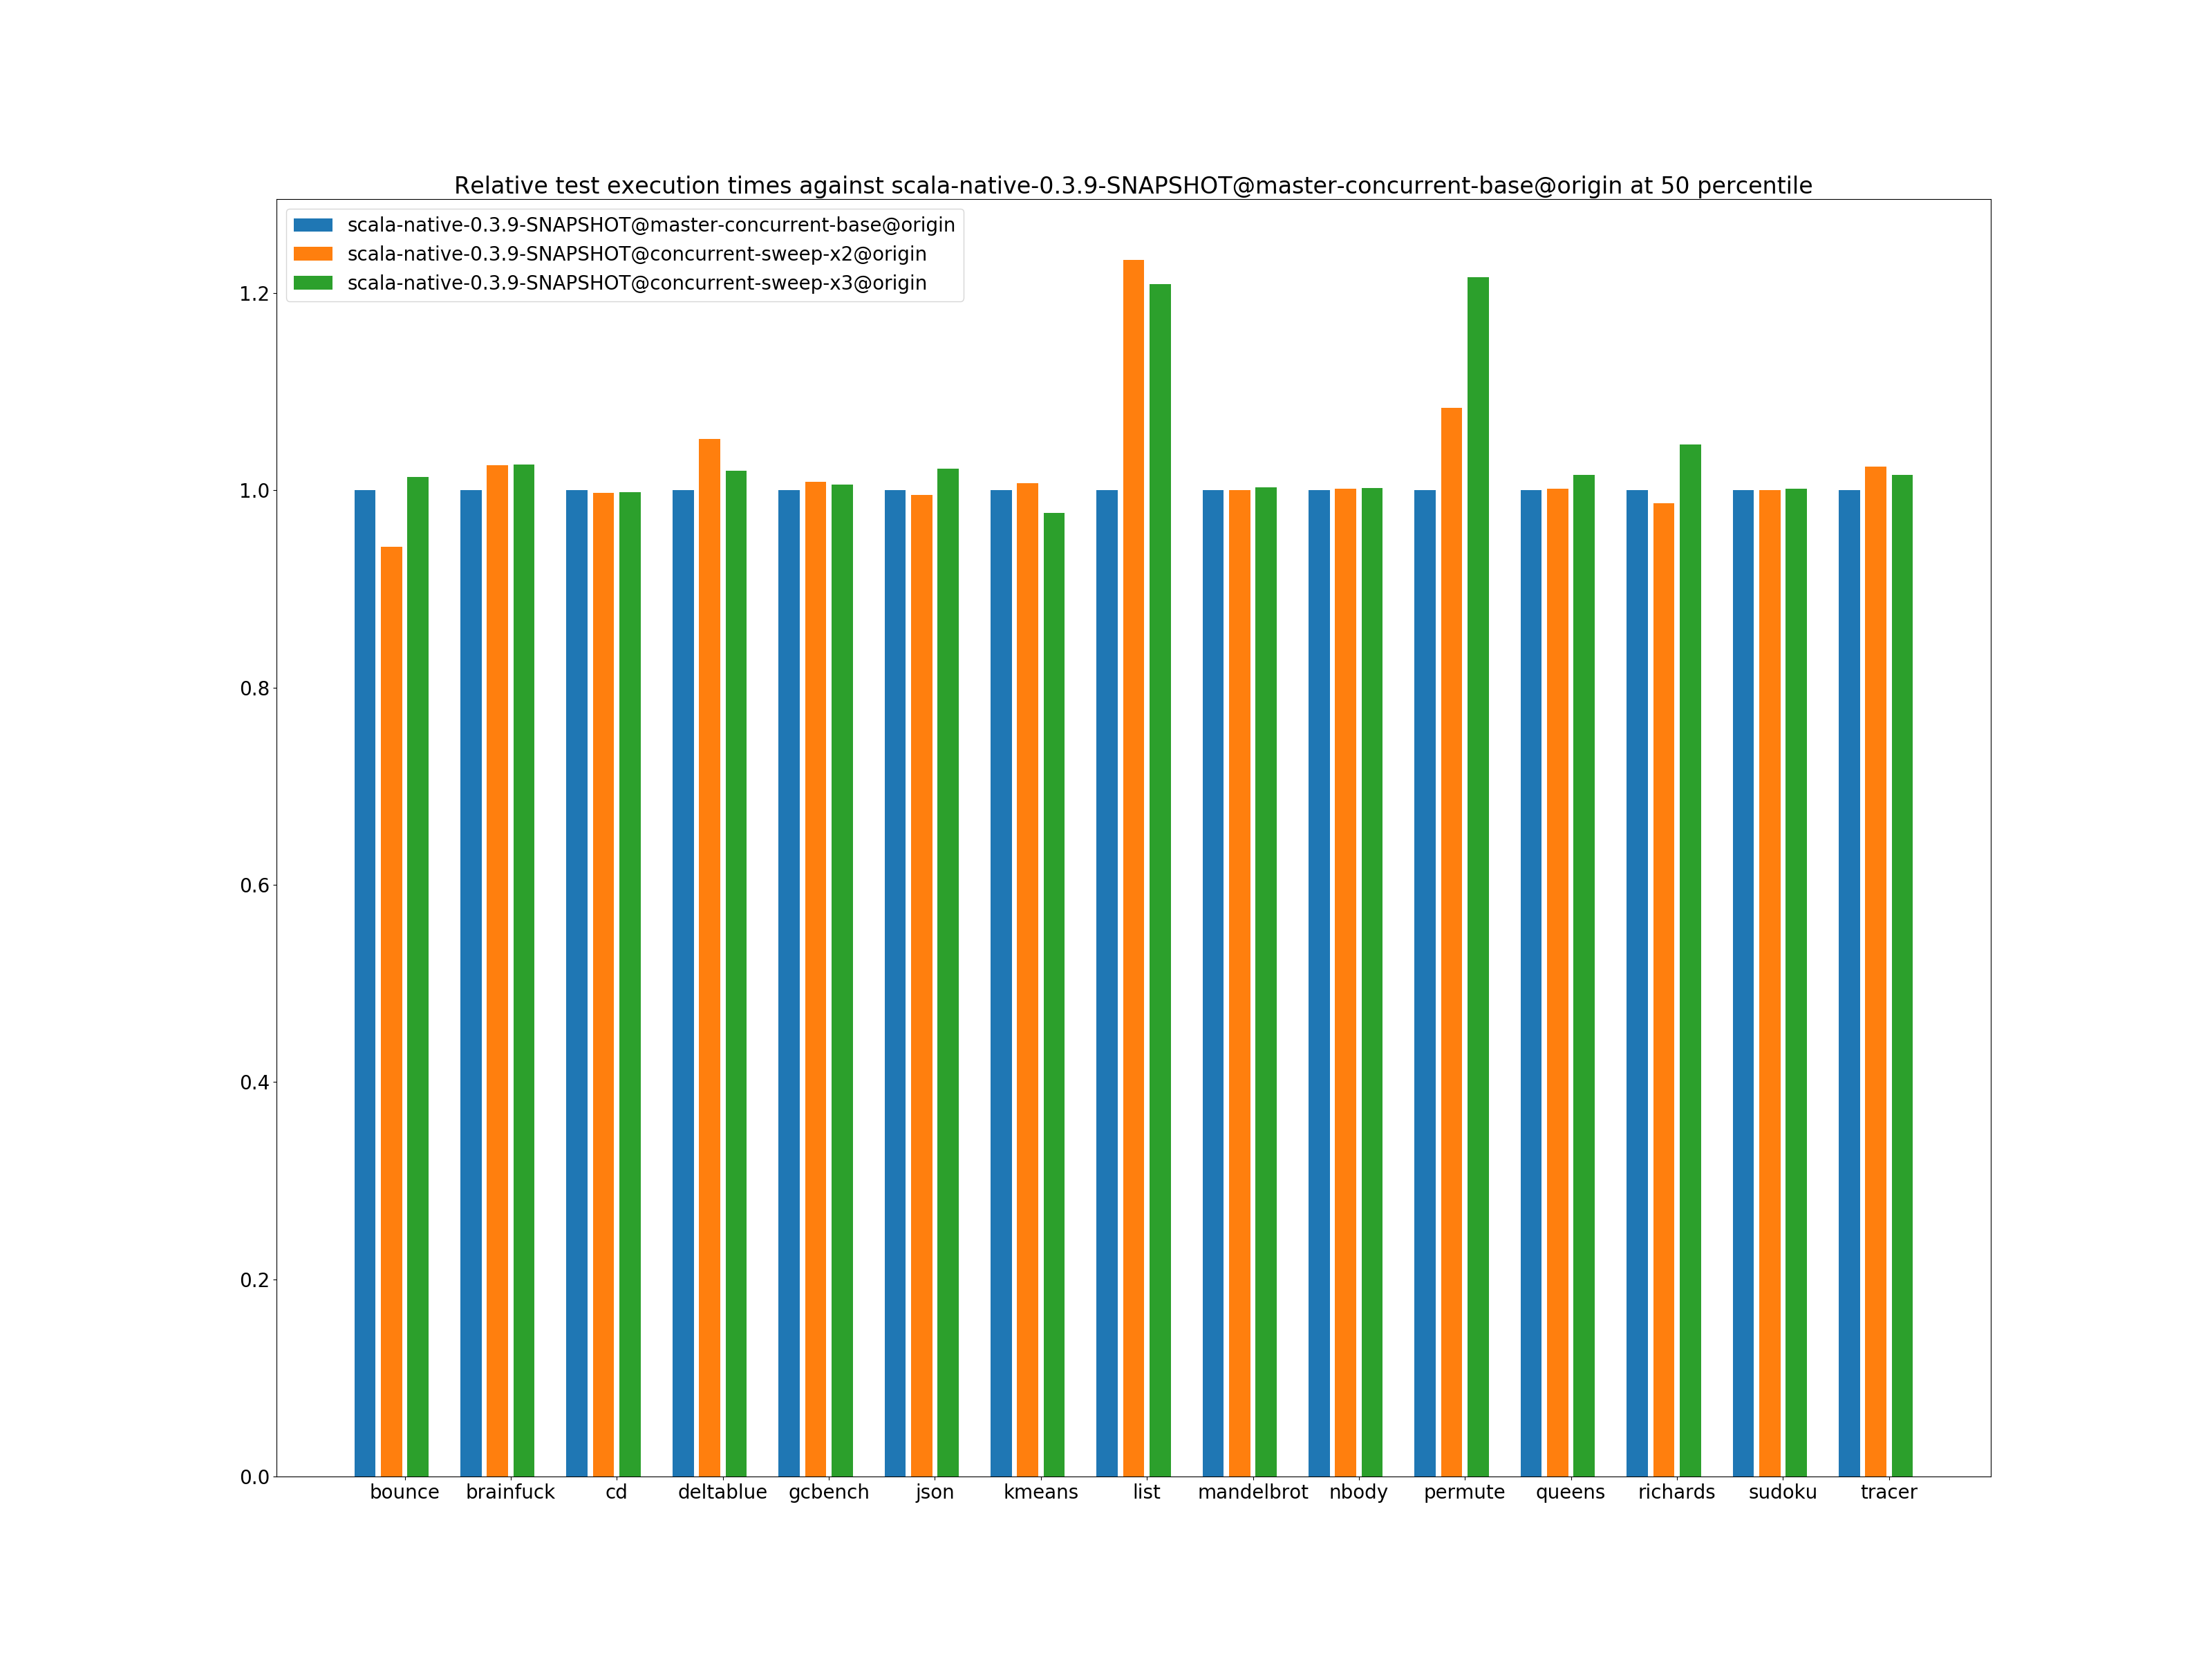 Relative test execution times against scala-native-0.3.9-SNAPSHOT@master-concurrent-base@origin at 50 percentile
scala-native-0.3.9-SNAPSHOT@master-concurrent-base@origin
scala-native-0.3.9-SNAPSHOT@concurrent-sweep-x2@origin
scala-native-0.3.9-SNAPSHOT@concurrent-sweep-x3@origin
1.2
1.0
0.8
0.6
0.4
0.2
0.0
bounce brainfuck cd deltablue gcbench json kmeans list mandelbrot nbody permute queens richards sudoku tracer